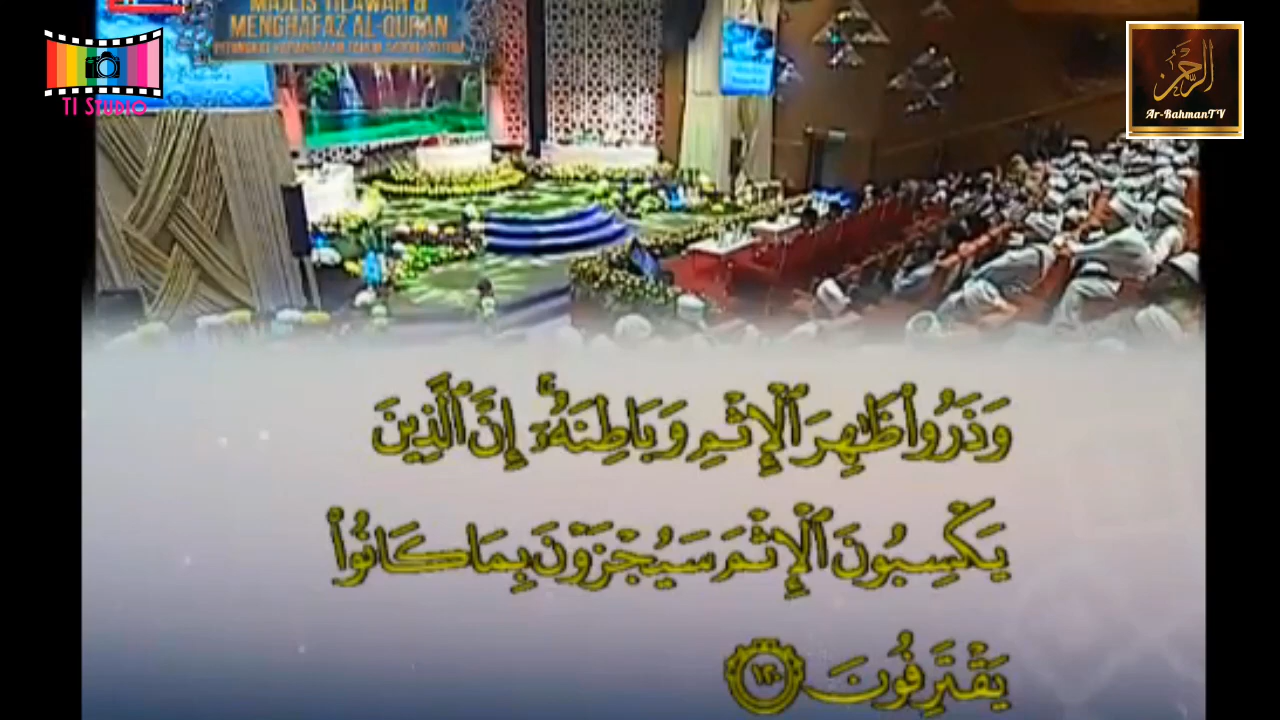 MAJLIS TILAWAH &
MENGHAFAZ AL-QURAN
TI STUDIO
الرحمن
Ar-RahmanTV
وَذَرُوا۟ ظَٰهِرَ ٱلْإِثْمِ وَبَاطِنَهُۥٓ ۚ إِنَّ ٱلَّذِينَ
يَكْسِبُونَ ٱلْإِثْمَ سَيُجْزَوْنَ بِمَا كَانُوا۟
يَقْتَرِفُونَ ١٢٠